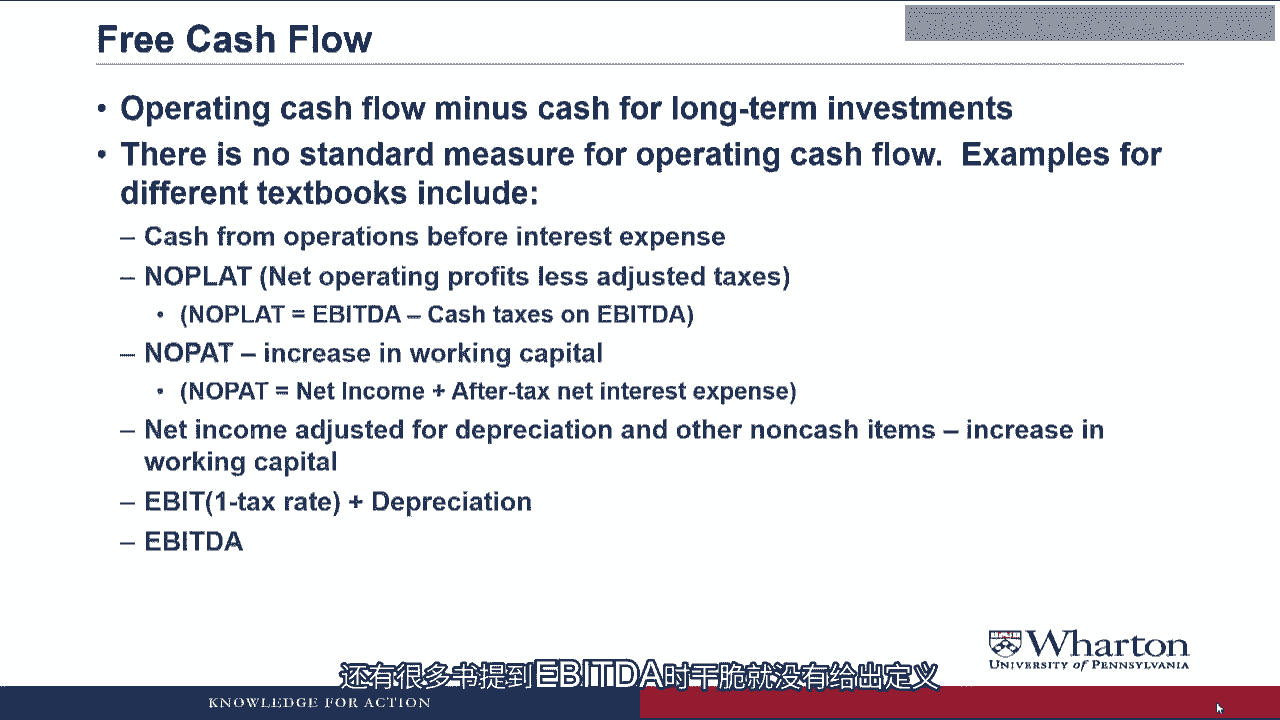 Free Cash Flow
• Operating cash flow minus cash for long-term investments
• There is no standard measure for operating cash flow.  Examples for
different textbooks include:
– Cash from operations before interest expense
– NOPLAT (Net operating profits less adjusted taxes)
• (NOPLAT = EBITDA – Cash taxes on EBITDA)
– NOPAT – increase in working capital
• (NOPAT = Net Income + After-tax net interest expense)
– Net income adjusted for depreciation and other noncash items – increase in
working capital
– EBIT(1-tax rate) + Depreciation
– EBITDA
Wharton
UNIVERSITY of PENNSYLVANIA
还有很多书提到EBITDA时干脆就没有给出定义
KNOWLEDGE FOR ACTION